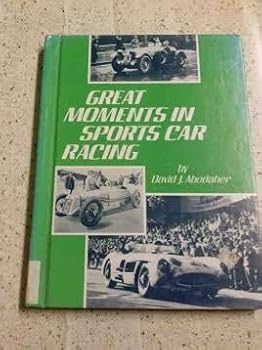 GREAT
MOMENTS IN
SPORTS CAR
RACING
by
David J. Abodaher